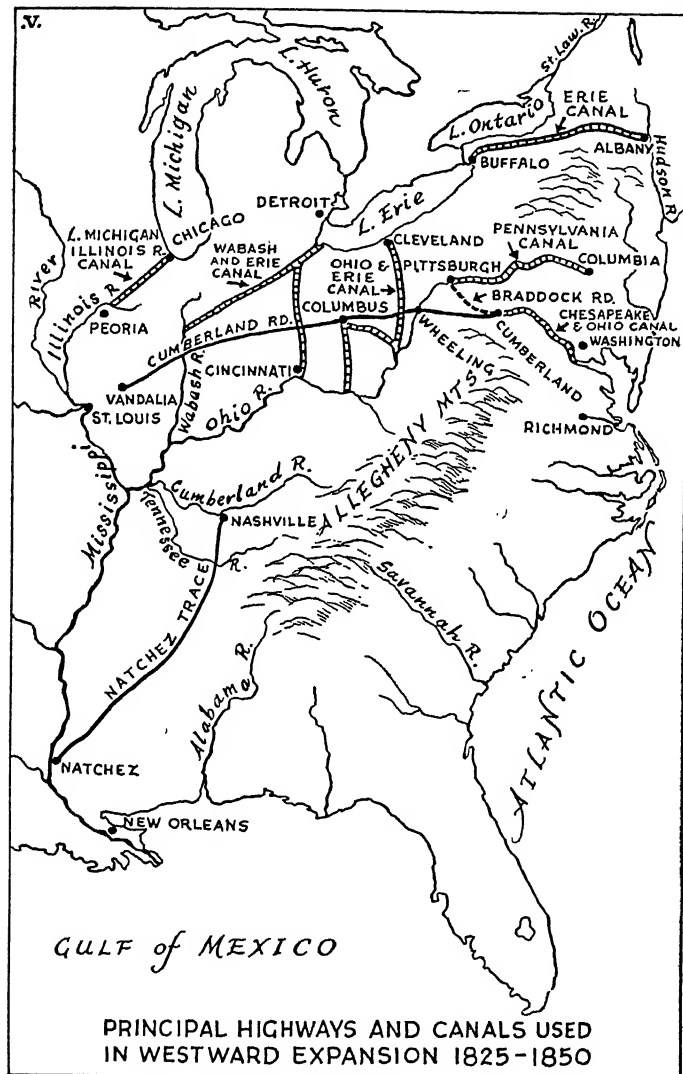 V.
L. Huron
St. Law. R.
L. Michigan
L. Ontario
ERIE
CANAL
ALBANY
BUFFALO
Hudson R.
DETROIT
L. Erie
L. MICHIGAN
ILLINOIS R.
CANAL
CHICAGO
WABASH
AND ERIE
CANAL
CLEVELAND
PENNSYLVANIA
CANAL
OHIO &
ERIE
CANAL
PITTSBURGH
COLUMBIA
River
Illinois R.
PEORIA
COLUMBUS
BRADDOCK RD.
CUMBERLAND RD.
WHEELING
CUMBERLAND
CHESAPEAKE
& OHIO CANAL
WASHINGTON
CINCINNATI
Wabash R.
VANDALIA
ST. LOUIS
Ohio R.
RICHMOND
ALLEGHENY MTS
Mississippi
Cumberland R.
Tennessee
R.
NASHVILLE
NATCHEZ TRACE
Savannah R.
Alabama
R.
ATLANTIC OCEAN
NATCHEZ
NEW ORLEANS
GULF of MEXICO
PRINCIPAL HIGHWAYS AND CANALS USED
IN WESTWARD EXPANSION 1825-1850